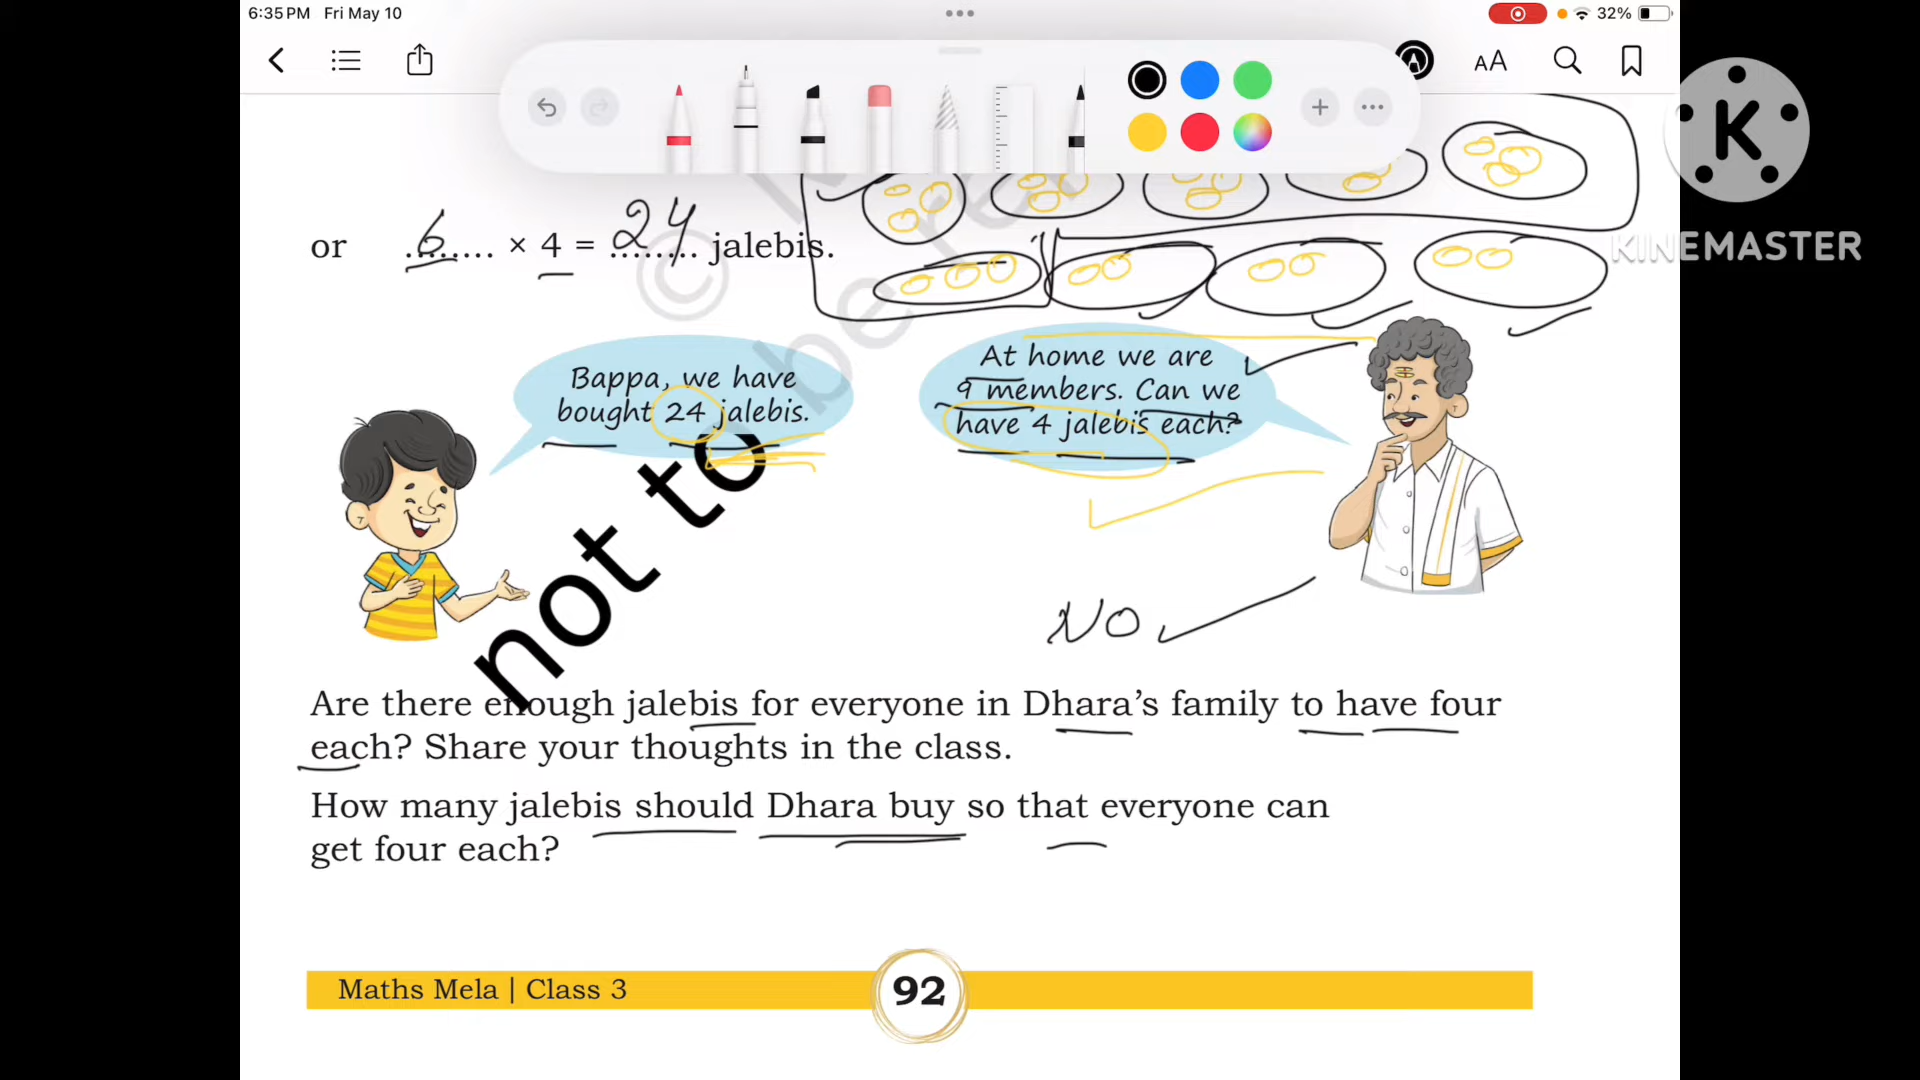 6:35 PM Fri May 10
32%
AA
K
KINEMASTER
or 6 × 4 = 24 jalebis.
Bappa, we have
bought 24 jalebis.
At home we are
9 members. Can we
have 4 jalebis each?
© be re
not to
NO
Are there enough jalebis for everyone in Dhara's family to have four
each? Share your thoughts in the class.
How many jalebis should Dhara buy so that everyone can
get four each?
Maths Mela | Class 3
92